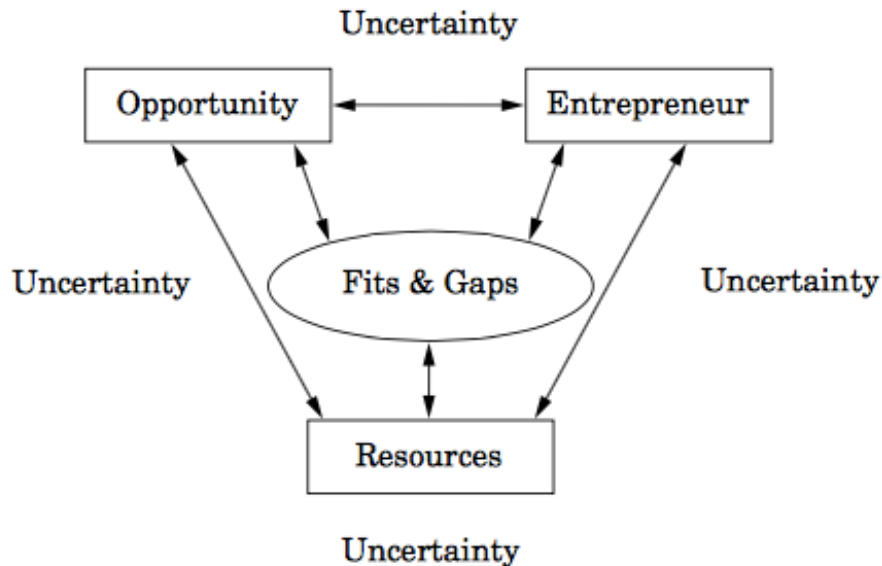 Uncertainty
Opportunity
Entrepreneur
Uncertainty
Fits & Gaps
Uncertainty
Resources
Uncertainty